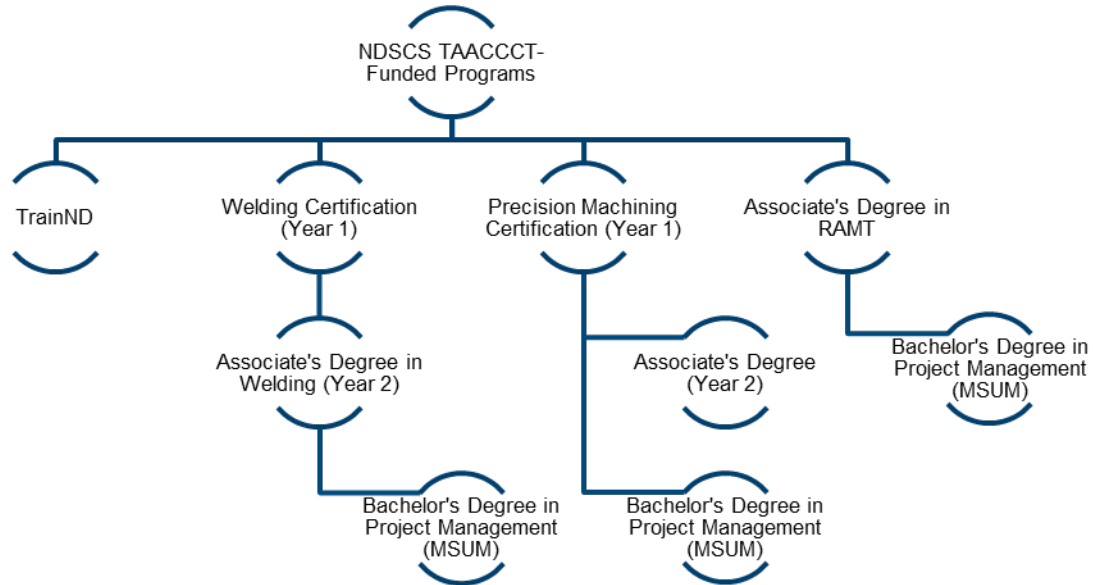 NDSCS TAACCCT-
Funded Programs
TrainND
Welding Certification
(Year 1)
Precision Machining
Certification (Year 1)
Associate's Degree in
RAMT
Associate's Degree in
Welding (Year 2)
Associate's Degree
(Year 2)
Bachelor's Degree in
Project Management
(MSUM)
Bachelor's Degree in
Project Management
(MSUM)
Bachelor's Degree in
Project Management
(MSUM)